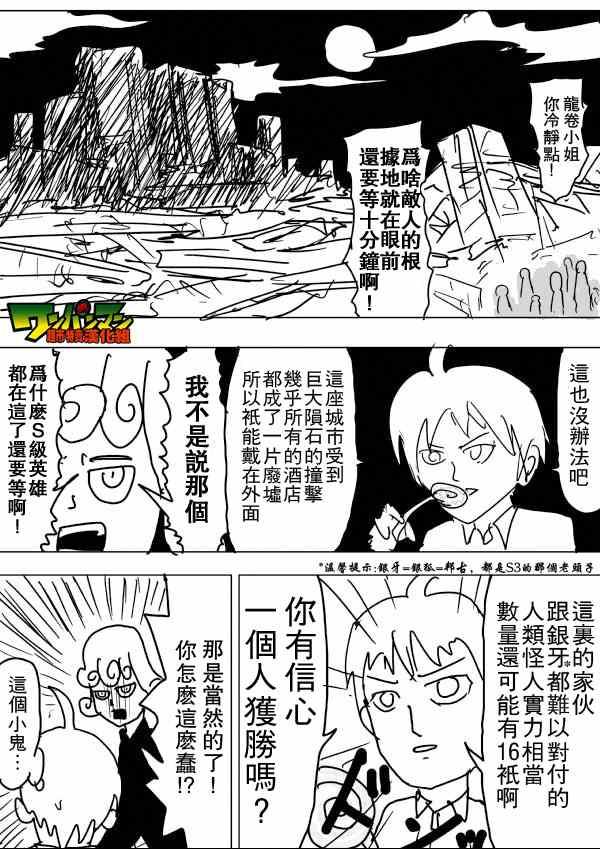 龍卷小姐
你冷靜點！
爲啥敵人的根
據地就在眼前
還要等十分鐘啊！
ワンパンマン
超市特賣漢化組
這也沒辦法吧
這座城市受到
巨大隕石的撞擊
幾乎所有的酒店
都成了一片廢墟
所以衹能戴在外面
我不是説那個
爲什麽S級英雄
都在這了還要等啊！
*溫馨提示:銀牙=銀狐=邦古，都是S3的那個老頭子
這裏的家伙
跟銀牙*都難以對付的
人類怪人實力相當
數量還可能有16衹啊
你有信心
一個人獲勝嗎？
ズズ
那是當然的了！
你怎麽這麽蠢!?
這個小鬼…